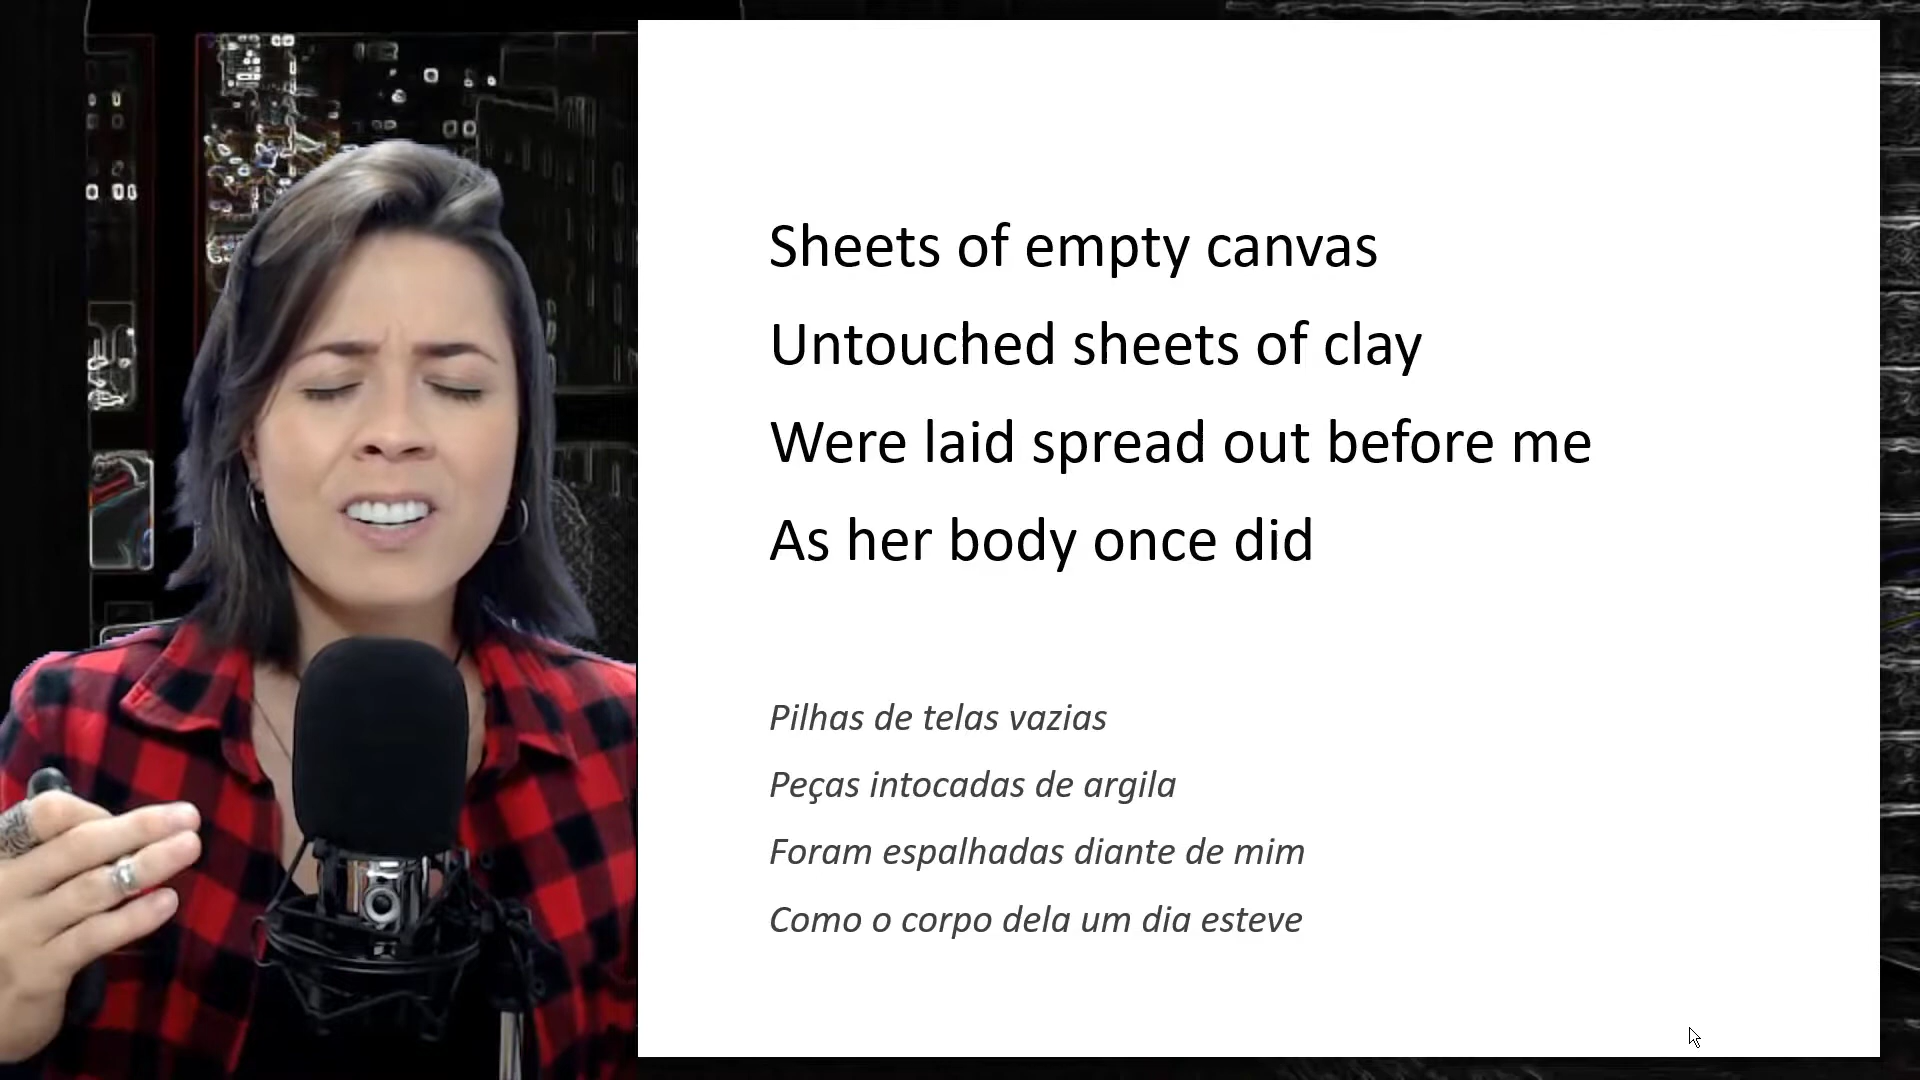 Sheets of empty canvas
Untouched sheets of clay
Were laid spread out before me
As her body once did
Pilhas de telas vazias
Peças intocadas de argila
Foram espalhadas diante de mim
Como o corpo dela um dia esteve